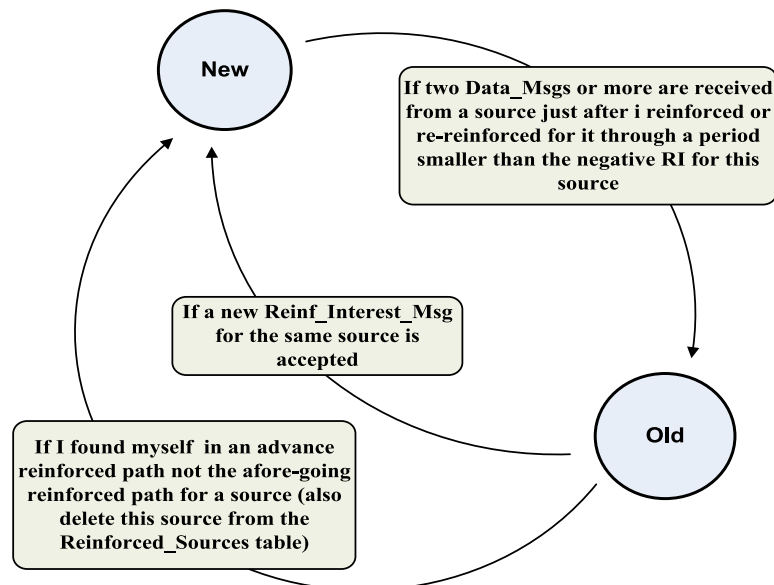 New
If two Data_Msgs or more are received
from a source just after i reinforced or
re-reinforced for it through a period
smaller than the negative RI for this
source
If a new Reinf_Interest_Msg
for the same source is
accepted
Old
If I found myself in an advance
reinforced path not the afore-going
reinforced path for a source (also
delete this source from the
Reinforced_Sources table)